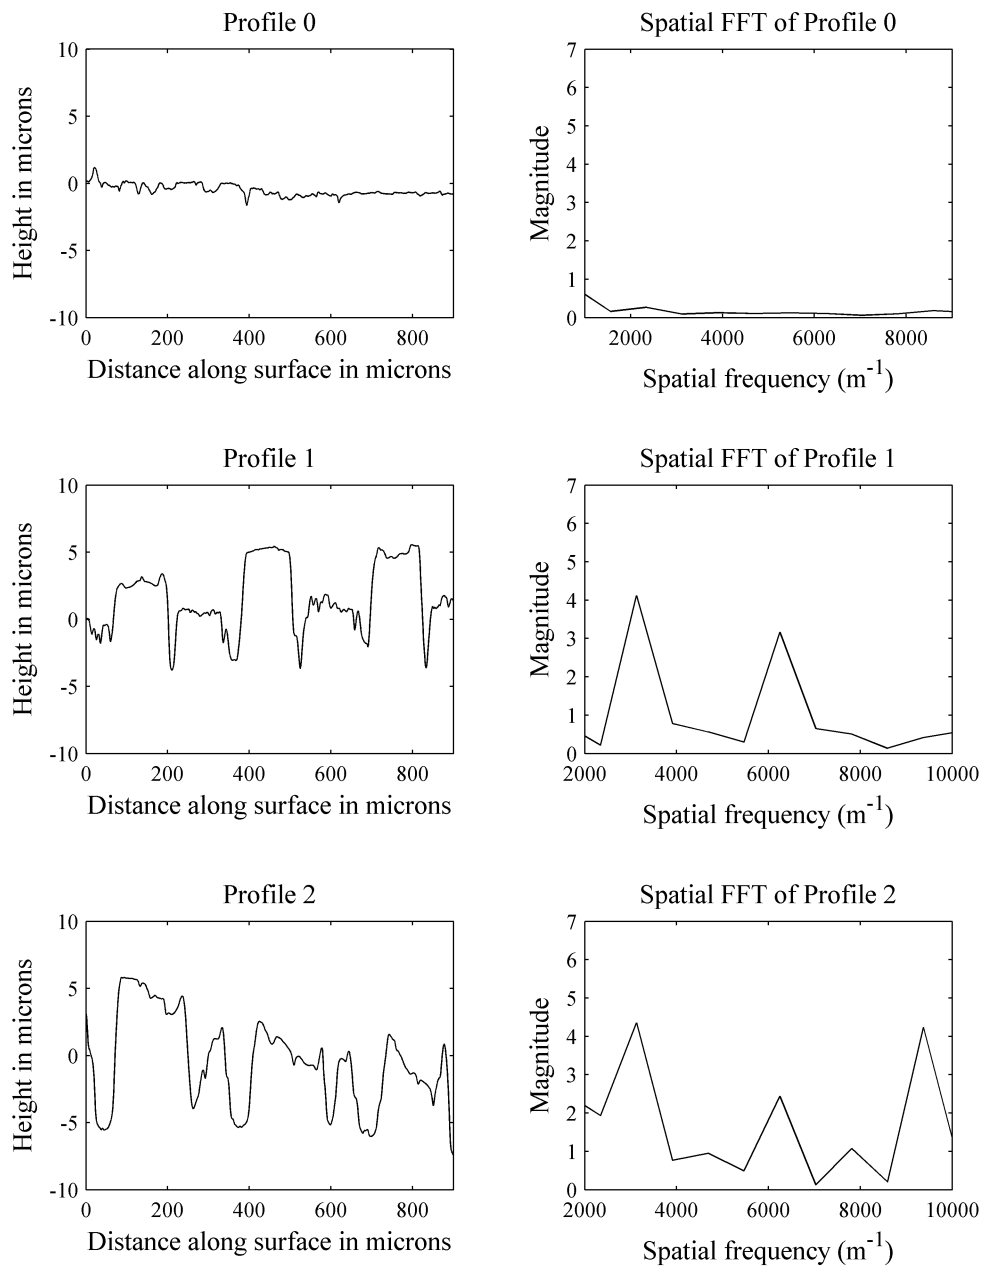 Profile 0
Spatial FFT of Profile 0
10
5
0
-5
-10
Height in microns
0 200 400 600 800
Distance along surface in microns
7
6
5
4
3
2
1
0
Magnitude
2000 4000 6000 8000
Spatial frequency (m-1)
Profile 1
Spatial FFT of Profile 1
10
5
0
-5
-10
Height in microns
0 200 400 600 800
Distance along surface in microns
7
6
5
4
3
2
1
0
Magnitude
2000 4000 6000 8000 10000
Spatial frequency (m-1)
Profile 2
Spatial FFT of Profile 2
10
5
0
-5
-10
Height in microns
0 200 400 600 800
Distance along surface in microns
7
6
5
4
3
2
1
0
Magnitude
2000 4000 6000 8000 10000
Spatial frequency (m-1)